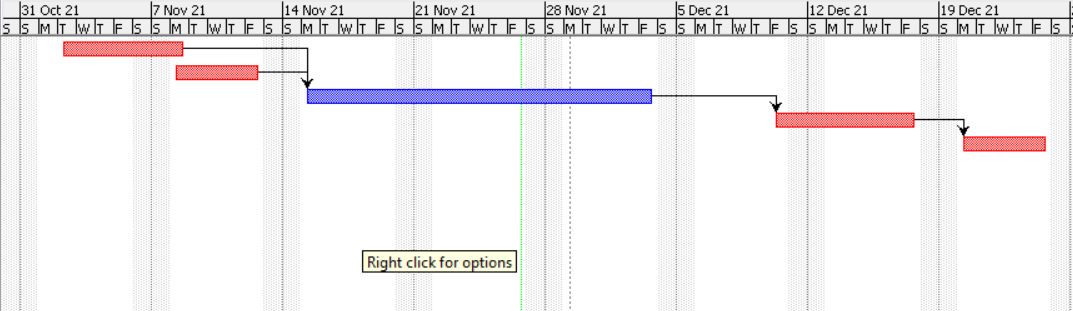 31 Oct 21 7 Nov 21 14 Nov 21 21 Nov 21 28 Nov 21 5 Dec 21 12 Dec 21 19 Dec 21
S S M T W T F S S M T W T F S S M T W T F S S M T W T F S S M T W T F S S M T W T F S S M T W T F S S M T W T F S
Right click for options